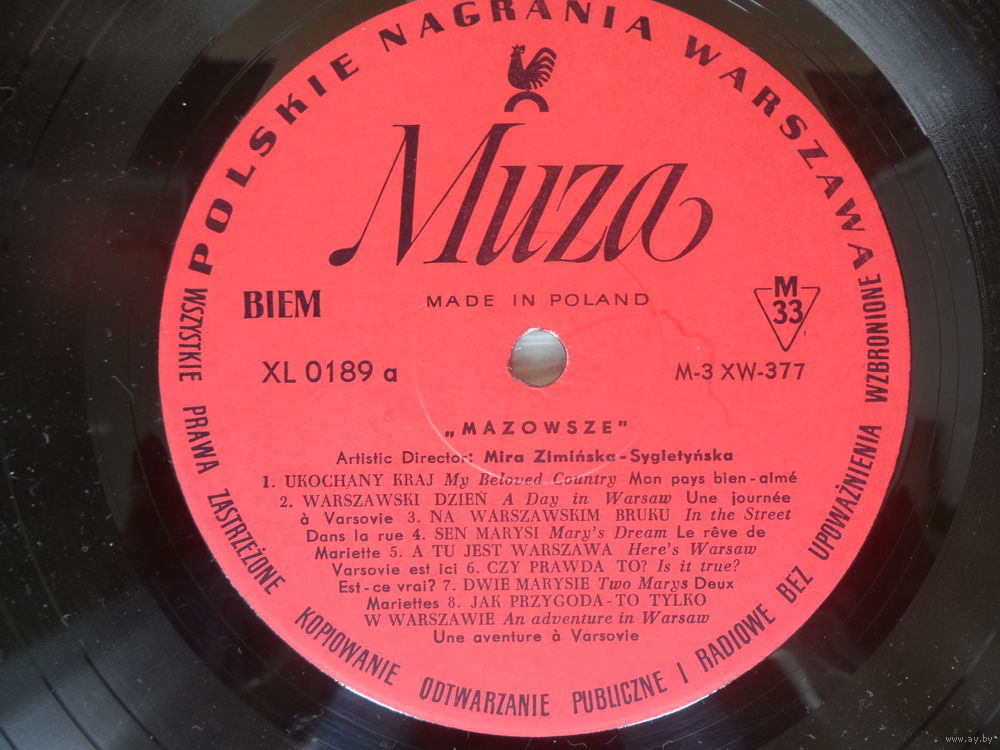 POLSKIE NAGRANIA WARSZAWA
Muza
BIEM
MADE IN POLAND
M
33
XL 0189 a
M-3 XW-377
„MAZOWSZE”
Artistic Director: Mira Zimińska-Sygletyńska
1. UKOCHANY KRAJ My Beloved Country Mon pays bien-almé
2. WARSZAWSKI DZIEŃ A Day in Warsaw Une journée
à Varsovie 3. NA WARSZAWSKIM BRUKU In the Street
Dans la rue 4. SEN MARYSI Mary's Dream Le rêve de
Mariette 5. A TU JEST WARSZAWA Here's Warsaw
Varsovie est ici 6. CZY PRAWDA TO? Is it true?
Est-ce vrai? 7. DWIE MARYSIE Two Marys Deux
Mariettes 8. JAK PRZYGODA-TO TYLKO
W WARSZAWIE An adventure in Warsaw
Une aventure à Varsovie
WSZYSTKIE PRAWA ZASTRZEŻONE KOPIOWANIE ODTWARZANIE PUBLICZNE I RADIOWE BEZ UPOWAŻNIENIA WZBRONIONE
www.ay.by